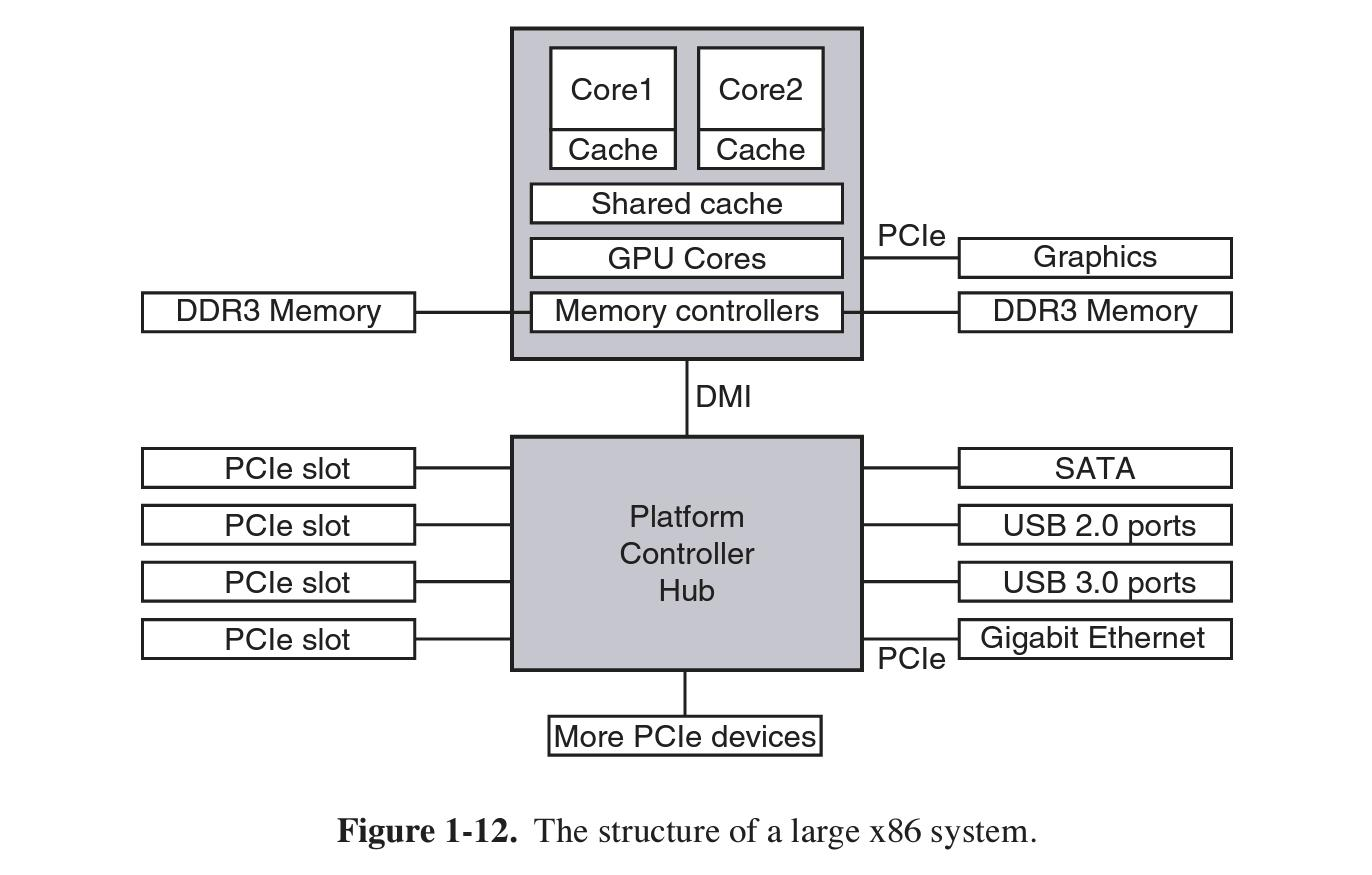 Core1 Core2
Cache Cache
Shared cache
PCIe
GPU Cores Graphics
DDR3 Memory Memory controllers DDR3 Memory
DMI
PCIe slot SATA
PCIe slot USB 2.0 ports
PCIe slot USB 3.0 ports
PCIe slot Gigabit Ethernet
Platform
Controller
Hub
PCIe
More PCIe devices
Figure 1-12. The structure of a large x86 system.